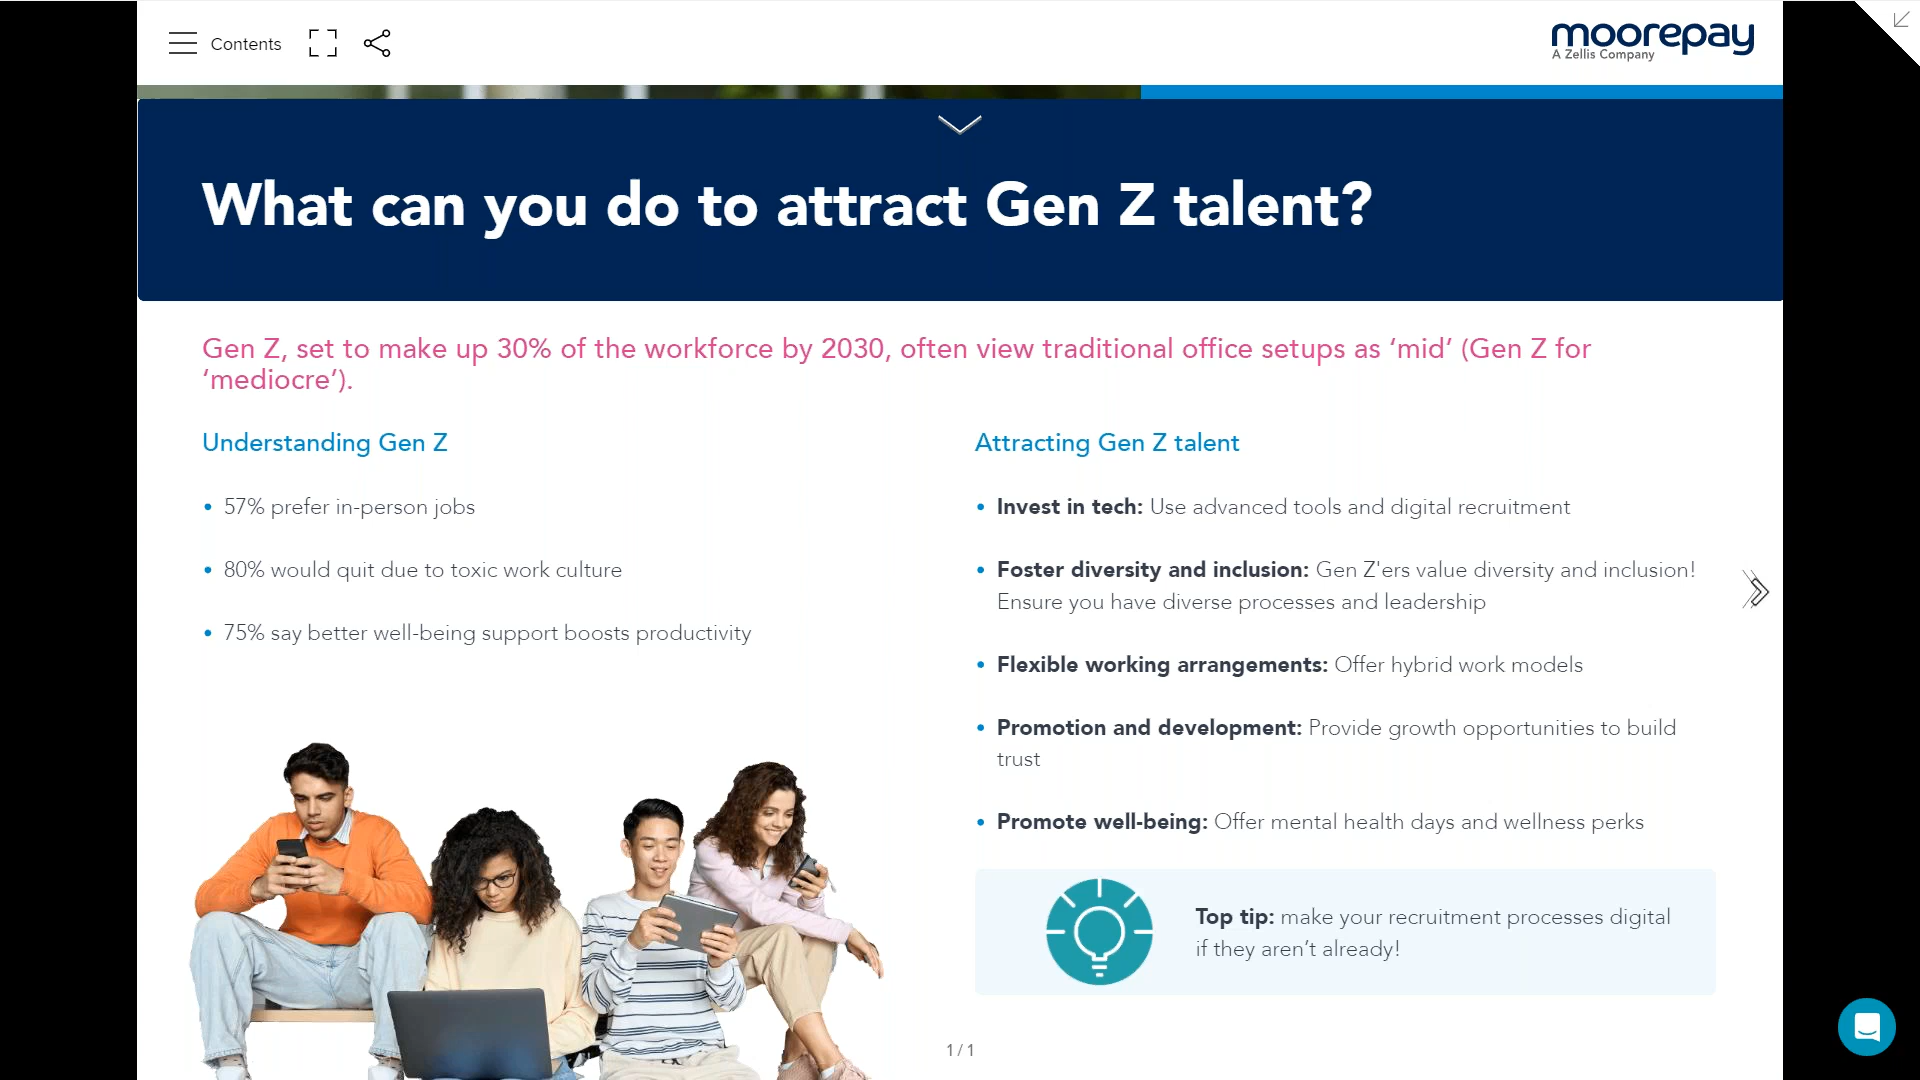 Contents
moorepay
A Zellis Company
What can you do to attract Gen Z talent?
Gen Z, set to make up 30% of the workforce by 2030, often view traditional office setups as ‘mid’ (Gen Z for
‘mediocre’).
Understanding Gen Z
• 57% prefer in-person jobs
• 80% would quit due to toxic work culture
• 75% say better well-being support boosts productivity
Attracting Gen Z talent
• Invest in tech: Use advanced tools and digital recruitment
• Foster diversity and inclusion: Gen Z'ers value diversity and inclusion!
Ensure you have diverse processes and leadership
• Flexible working arrangements: Offer hybrid work models
• Promotion and development: Provide growth opportunities to build
trust
• Promote well-being: Offer mental health days and wellness perks
Top tip: make your recruitment processes digital
if they aren’t already!
1 / 1